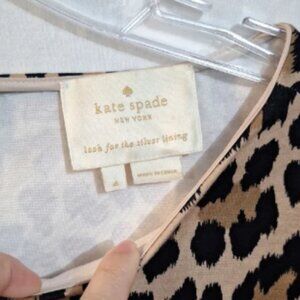 kate spade
NEW YORK
look for the silver lining